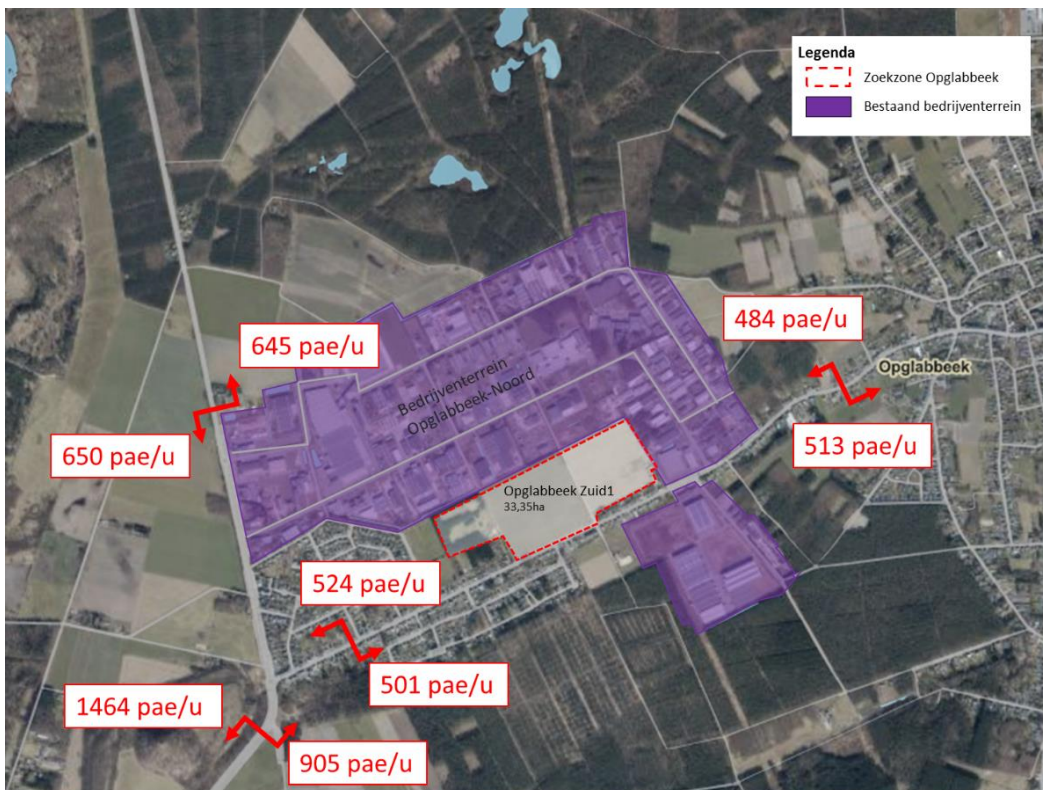 Legenda
Zoekzone Opglabbeek
Bestaand bedrijventerrein
484 pae/u
645 pae/u
Opglabbeek
Bedrijventerrein
Opglabbeek-Noord
650 pae/u
513 pae/u
Opglabbeek Zuid1
33,35ha
524 pae/u
501 pae/u
1464 pae/u
905 pae/u